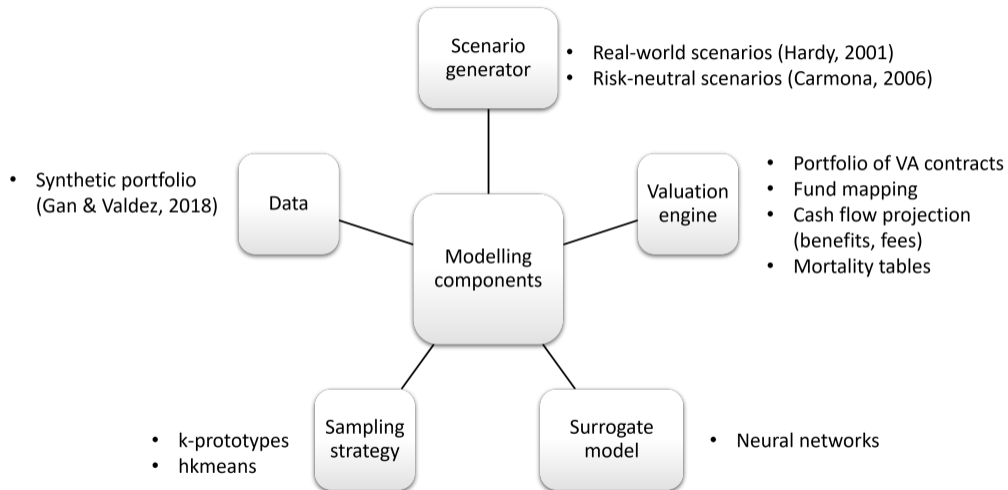 Scenario
generator
• Real-world scenarios (Hardy, 2001)
• Risk-neutral scenarios (Carmona, 2006)
• Synthetic portfolio
(Gan & Valdez, 2018)
Data
Valuation
engine
• Portfolio of VA contracts
• Fund mapping
• Cash flow projection
(benefits, fees)
• Mortality tables
Modelling
components
• k-prototypes
• hkmeans
Sampling
strategy
Surrogate
model
• Neural networks